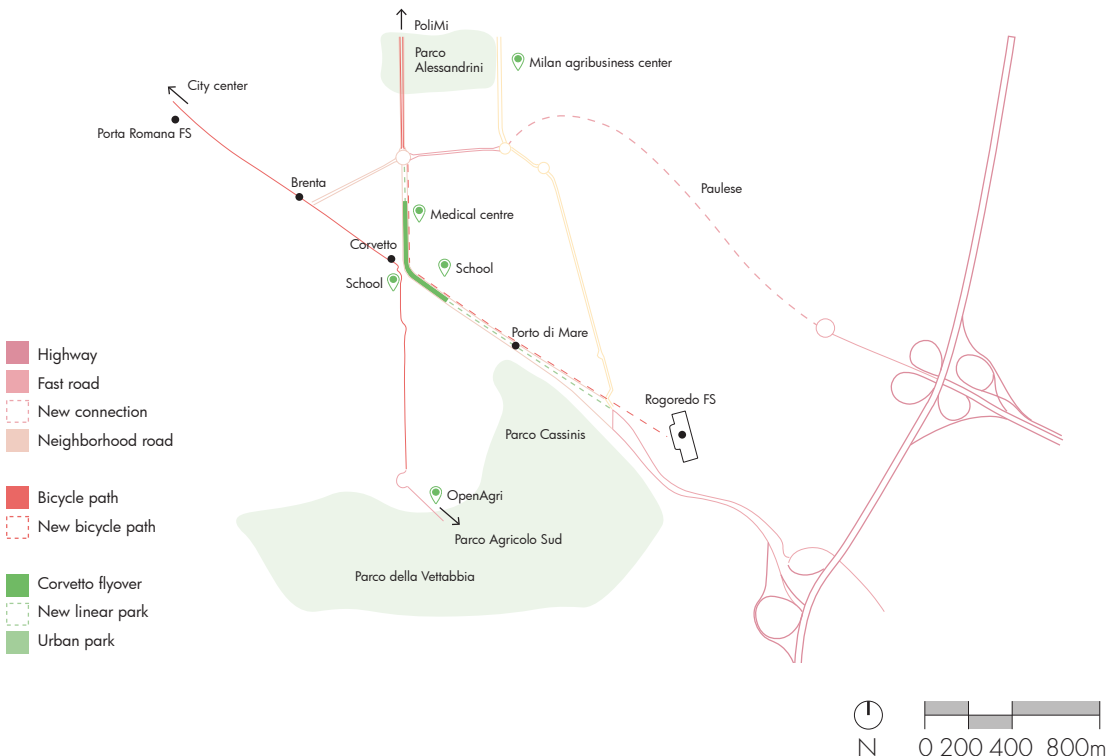 PoliMi
Parco
Alessandrini
Milan agribusiness center
City center
Porta Romana FS
Brenta
Paulese
Medical centre
Corvetto
School
School
Porto di Mare
Highway
Fast road
New connection
Neighborhood road
Rogoredo FS
Parco Cassinis
Bicycle path
New bicycle path
OpenAgri
Parco Agricolo Sud
Parco della Vettabbia
Corvetto flyover
New linear park
Urban park
N
0 200 400 800m